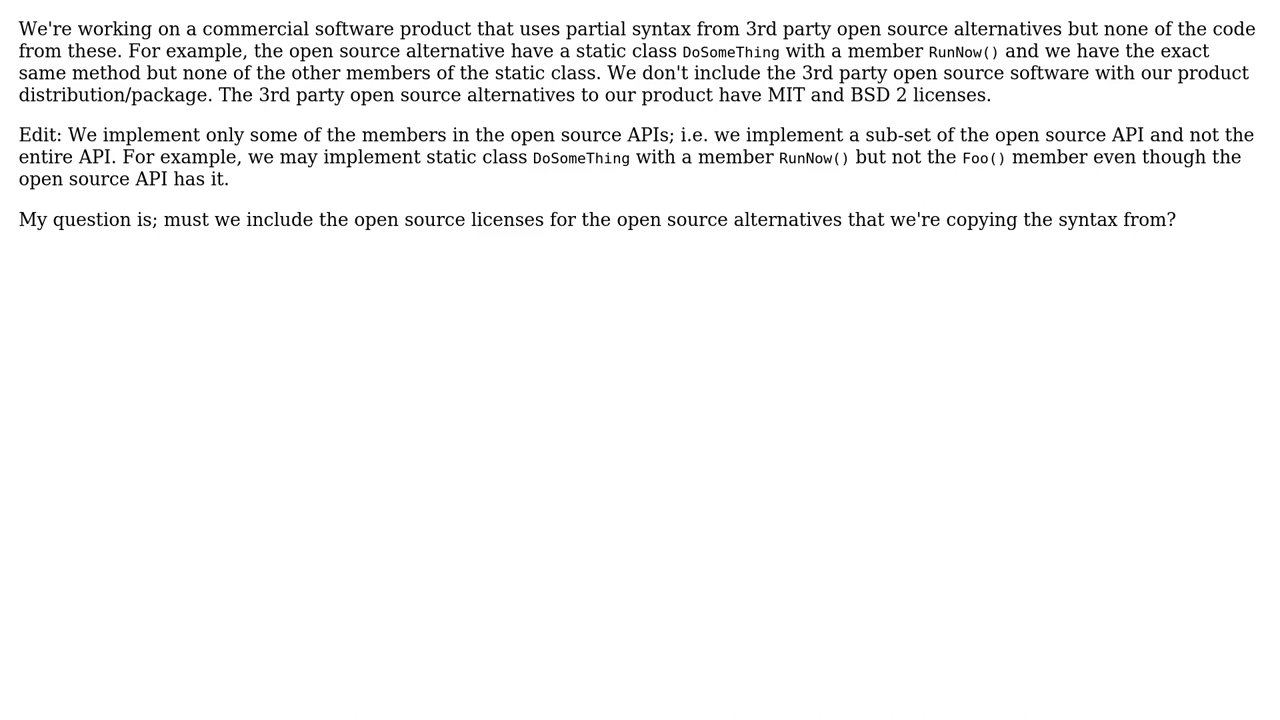 We're working on a commercial software product that uses partial syntax from 3rd party open source alternatives but none of the code
from these. For example, the open source alternative have a static class DoSomeThing with a member RunNow() and we have the exact
same method but none of the other members of the static class. We don't include the 3rd party open source software with our product
distribution/package. The 3rd party open source alternatives to our product have MIT and BSD 2 licenses.
Edit: We implement only some of the members in the open source APIs; i.e. we implement a sub-set of the open source API and not the
entire API. For example, we may implement static class DoSomeThing with a member RunNow() but not the Foo() member even though the
open source API has it.
My question is; must we include the open source licenses for the open source alternatives that we're copying the syntax from?